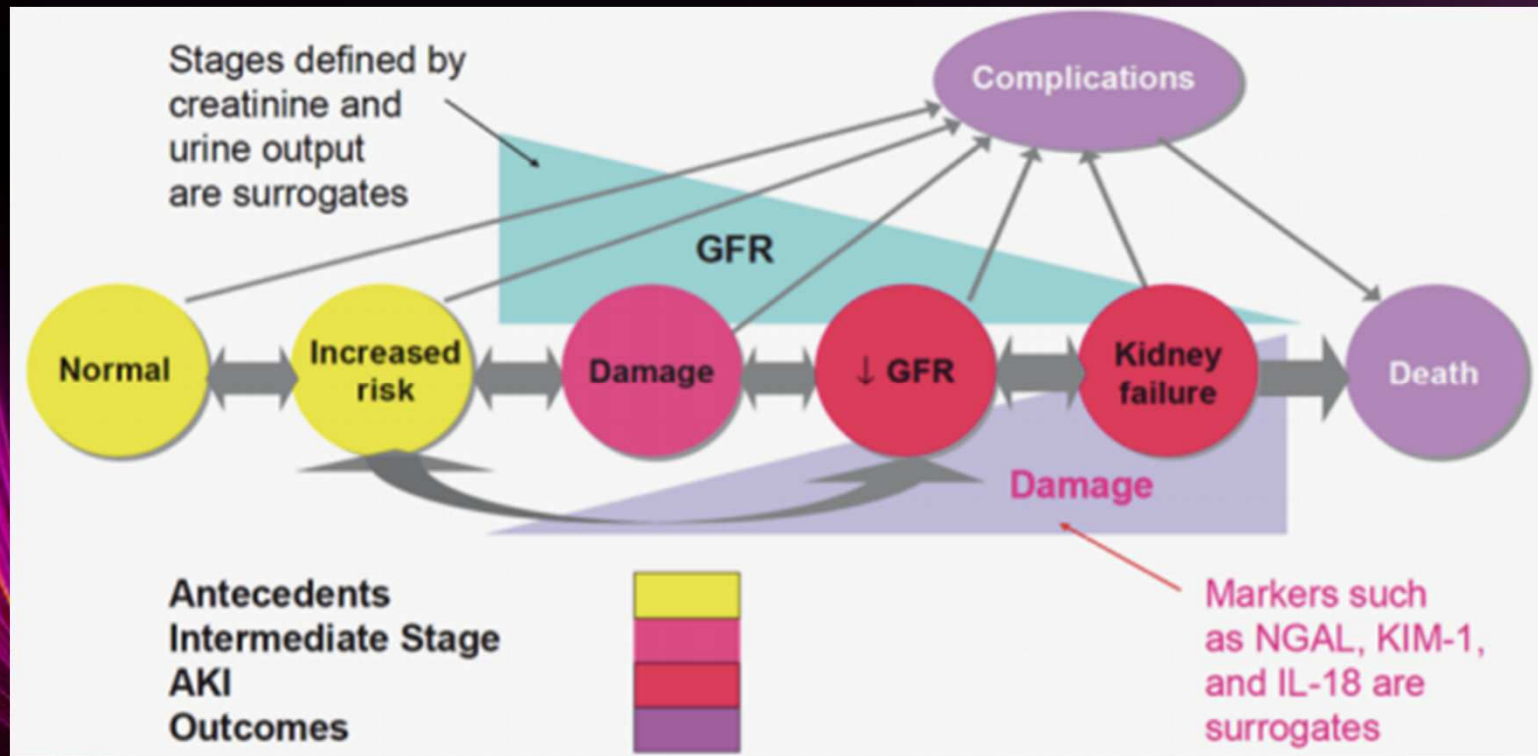 Stages defined by
creatinine and
urine output
are surrogates
Complications
GFR
Normal
Increased
risk
Damage
↓ GFR
Kidney
failure
Death
Damage
Antecedents
Intermediate Stage
AKI
Outcomes
Markers such
as NGAL, KIM-1,
and IL-18 are
surrogates